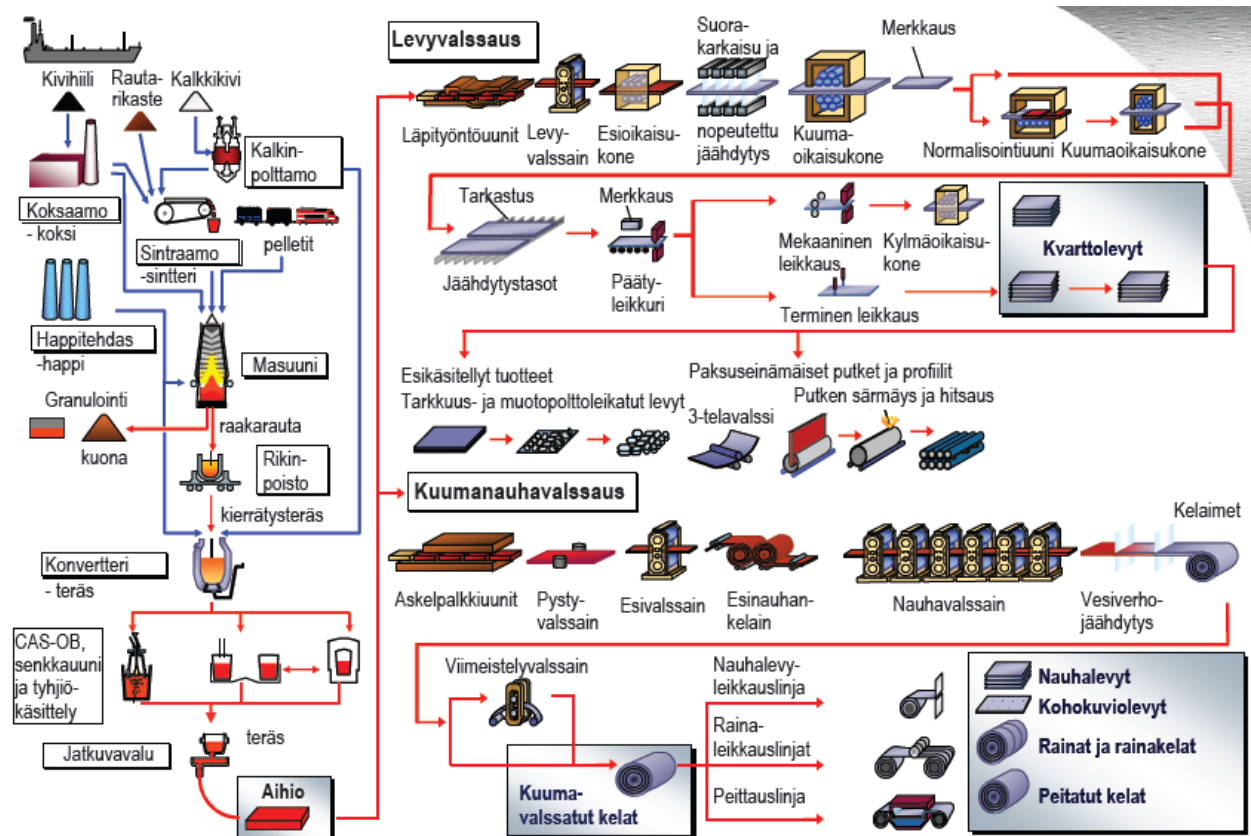 Kivihiili
Rauta-
rikaste
Kalkkikivi
Kalkin-
polttamo
Koksaamo
- koksi
Sintraamo
-sintteri
pelletit
Happitehdas
-happi
Masuuni
Granulointi
kuona
raakarauta
Rikin-
poisto
kierrätysteräs
Konvertteri
- teräs
CAS-OB,
senkkauuni
ja tyhjiö-
käsittely
Jatkuvavalu
teräs
Aihio
Levyvalssaus
Läpityöntöuunit
Levy-
valssain
Esioikaisu-
kone
Suora-
karkaisu ja
nopeutettu
jäähdytys
Kuuma-
oikaisukone
Merkkaus
Normalisointiuuni
Kuumaoikaisukone
Tarkastus
Jäähdytystasot
Merkkaus
Pääty-
leikkuri
Mekaaninen
leikkaus
Kylmäoikaisu-
kone
Terminen leikkaus
Kvarttolevyt
Esikäsitellyt tuotteet
Tarkkuus- ja muotopolttoleikatut levyt
Paksuseinämäiset putket ja profiilit
Putken särmäys ja hitsaus
3-telavalssi
Kuumanauhavalssaus
Askelpalkkiuunit
Pysty-
valssain
Esivalssain
Esinauhan-
kelain
Nauhavalssain
Vesiverho-
jäähdytys
Kelaimet
Viimeistelyvalssain
Kuuma-
valssatut kelat
Nauhalevy-
leikkauslinja
Raina-
leikkauslinjat
Peittauslinja
Nauhalevyt
Kohokuviolevyt
Rainat ja rainakelat
Peitatut kelat